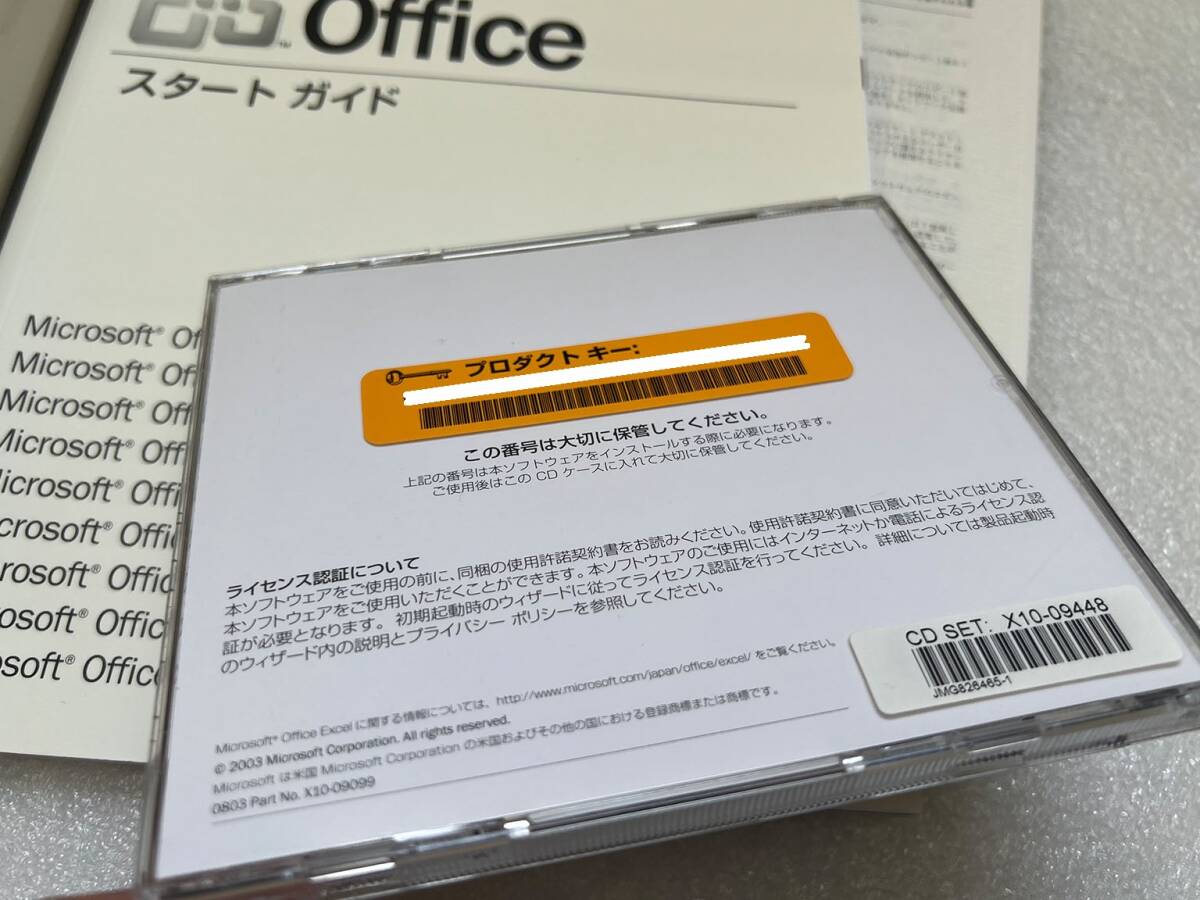 Office
スタート ガイド
Microsoft® Of
Microsoft® Off
Microsoft® Off
Microsoft® Off
icrosoft® Offi
crosoft® Offi
rosoft® Offic
osoft® Offic
soft® Office
プロダクト キー:
この番号は大切に保管してください。
上記の番号は本ソフトウェアをインストールする際に必要になります。
ご使用後はこの CD ケースに入れて大切に保管してください。
ライセンス認証について
本ソフトウェアをご使用の前に、同梱の使用許諾契約書をお読みください。使用許諾契約書に同意いただいてはじめて、
本ソフトウェアをご使用いただくことができます。本ソフトウェアのご使用にはインターネットか電話によるライセンス認
証が必要となります。初期起動時のウィザードに従ってライセンス認証を行ってください。詳細については製品起動時
のウィザード内の説明とプライバシー ポリシーを参照してください。
CD SET: X10-09448
JMG826465-1
Microsoft® Office Excel に関する情報については、http://www.microsoft.com/japan/office/excel/ をご覧ください。
© 2003 Microsoft Corporation. All rights reserved.
Microsoft は米国 Microsoft Corporation の米国およびその他の国における登録商標または商標です。
0803 Part No. X10-09099